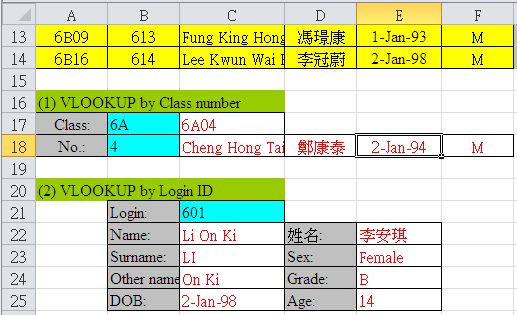 A B C D E F
13 6B09 613 Fung King Hong 馮璟康 1-Jan-93 M
14 6B16 614 Lee Kwun Wai 李冠蔚 2-Jan-98 M
15
16 (1) VLOOKUP by Class number
17 Class: 6A 6A04
18 No.: 4 Cheng Hong Tai 鄭康泰 2-Jan-94 M
19
20 (2) VLOOKUP by Login ID
21 Login: 601
22 Name: Li On Ki 姓名: 李安琪
23 Surname: LI Sex: Female
24 Other name On Ki Grade: B
25 DOB: 2-Jan-98 Age: 14